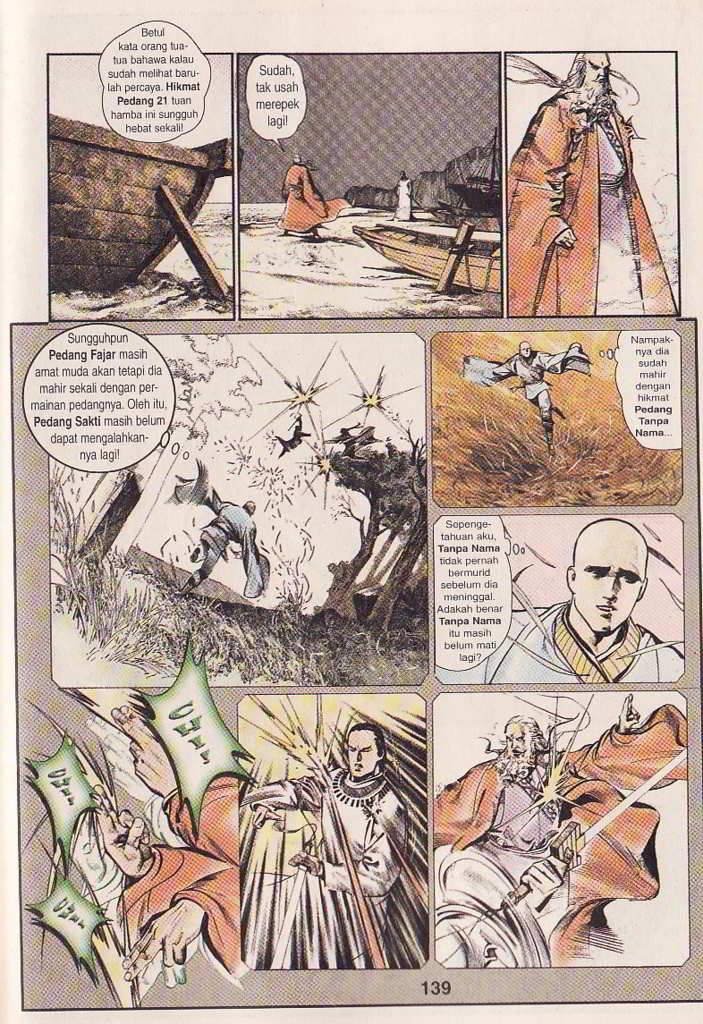 Betul
kata orang tua-
tua bahawa kalau
sudah melihat baru-
lah percaya. Hikmat
Pedang 21 tuan
hamba ini sungguh
hebat sekali!
Sudah,
tak usah
merepek
lagi!
Sungguhpun
Pedang Fajar masih
amat muda akan tetapi dia
mahir sekali dengan per-
mainan pedangnya. Oleh itu,
Pedang Sakti masih belum
dapat mengalahkan-
nya lagi!
Nampak-
nya dia
sudah
mahir
dengan
hikmat
Pedang
Tanpa
Nama...
Sepenge-
tahuan aku,
Tanpa Nama
tidak pernah
bermurid
sebelum dia
meninggal.
Adakah benar
Tanpa Nama
itu masih
belum mati
lagi?
139